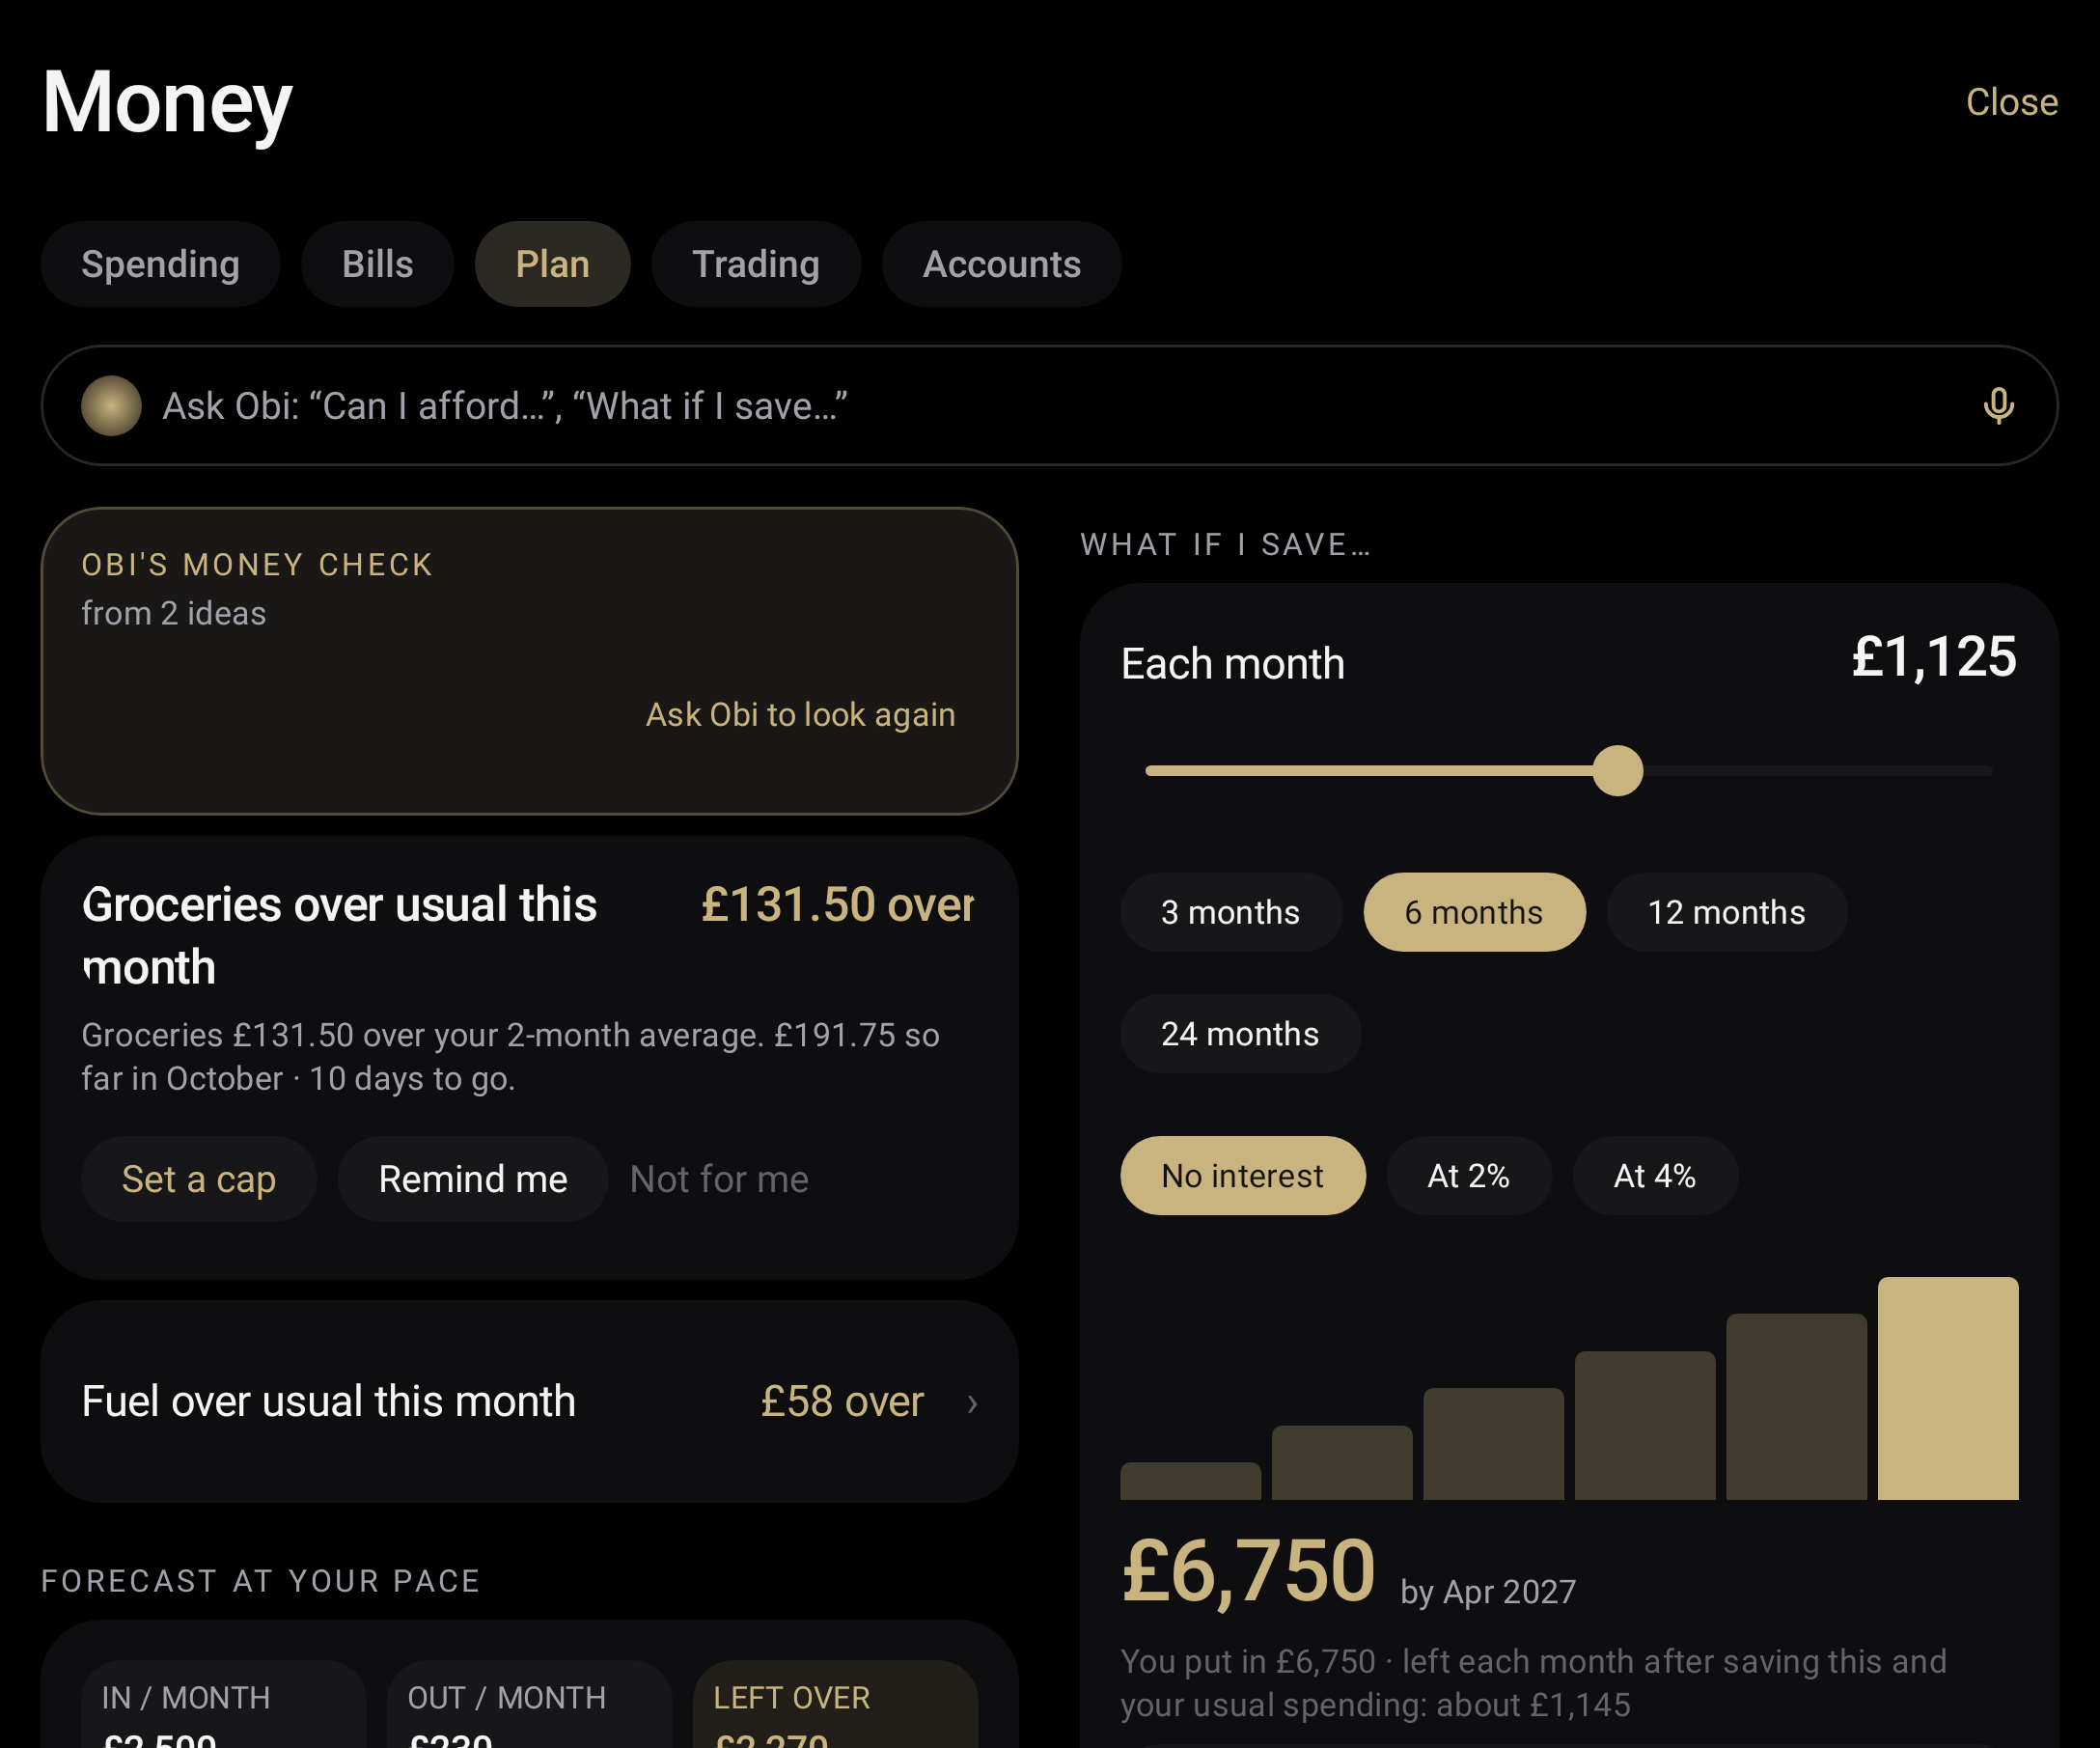 Money
Close
Spending
Bills
Plan
Trading
Accounts
Ask Obi: “Can I afford…”, “What if I save…”
OBI'S MONEY CHECK
from 2 ideas
Ask Obi to look again
Groceries over usual this
month
£131.50 over
Groceries £131.50 over your 2-month average. £191.75 so
far in October · 10 days to go.
Set a cap
Remind me
Not for me
Fuel over usual this month
£58 over
FORECAST AT YOUR PACE
IN / MONTH
OUT / MONTH
LEFT OVER
WHAT IF I SAVE…
Each month
£1,125
3 months
6 months
12 months
24 months
No interest
At 2%
At 4%
£6,750 by Apr 2027
You put in £6,750 · left each month after saving this and
your usual spending: about £1,145